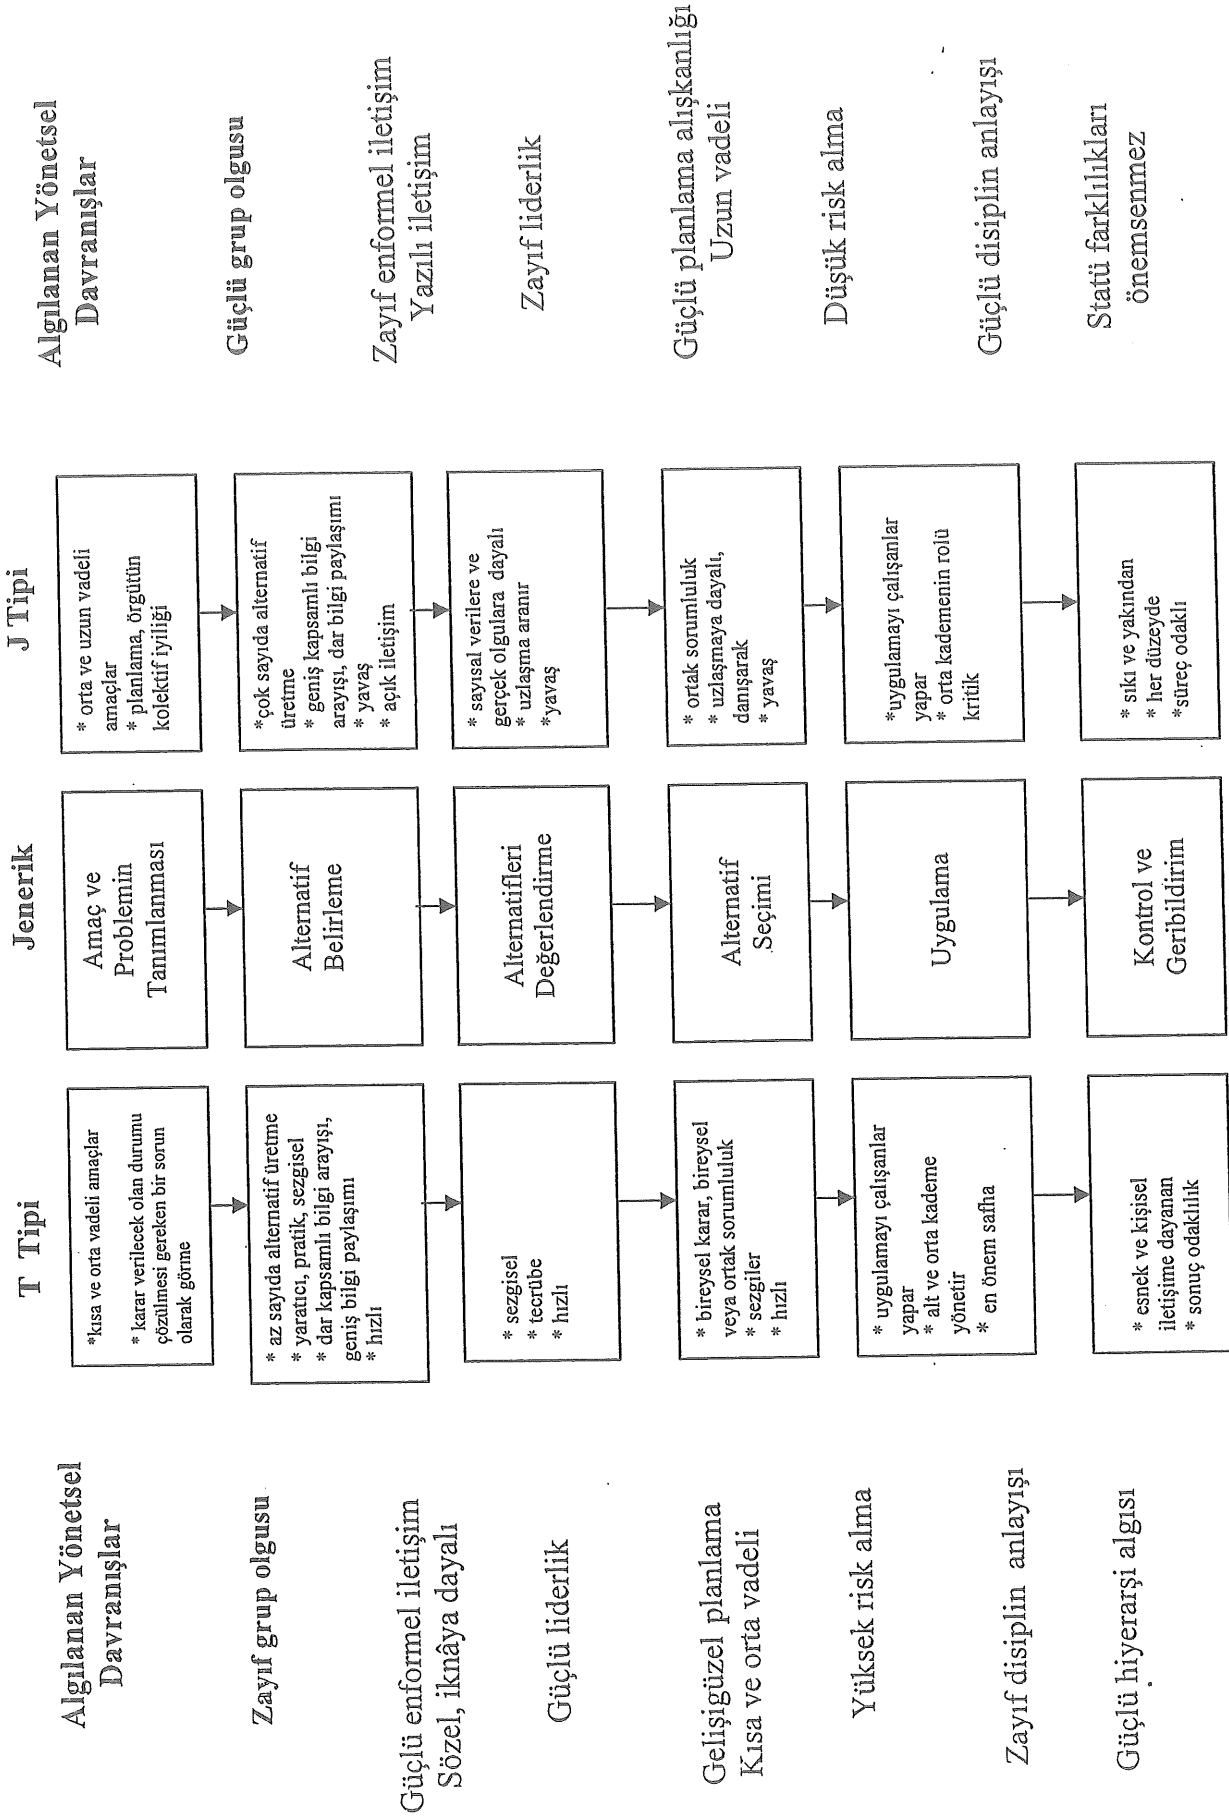 Algılanan Yönetsel
Davranışlar
Zayıf grup olgusu
Güçlü enformel iletişim
Sözel, iknâya dayalı
Güçlü liderlik
Gelişigüzel planlama
Kısa ve orta vadeli
Yüksek risk alma
Zayıf disiplin anlayışı
Güçlü hiyerarşi algısı
T Tipi
*kısa ve orta vadeli amaçlar
* karar verilecek olan durumu
çözülmesi gereken bir sorun
olarak görme
* az sayıda alternatif üretme
* yaratıcı, pratik, sezgisel
* dar kapsamlı bilgi arayışı,
geniş bilgi paylaşımı
* hızlı
* sezgisel
* tecrübe
* hızlı
* bireysel karar, bireysel
veya ortak sorumluluk
* sezgiler
* hızlı
* uygulamayı çalışanlar
yapar
* alt ve orta kademe
yönetir
* en önem safha
* esnek ve kişisel
iletişime dayanan
* sonuç odaklılık
Jenerik
Amaç ve
Problemin
Tanımlanması
Alternatif
Belirleme
Alternatifleri
Değerlendirme
Alternatif
Seçimi
Uygulama
Kontrol ve
Geribildirim
J Tipi
* orta ve uzun vadeli
amaçlar
* planlama, örgütün
kolektif iyiliği
*çok sayıda alternatif
üretme
* geniş kapsamlı bilgi
arayışı, dar bilgi paylaşımı
* yavaş
* açık iletişim
* sayısal verilere ve
gerçek olgulara dayalı
* uzlaşma aranır
*yavaş
* ortak sorumluluk
* uzlaşmaya dayalı,
danışarak
* yavaş
*uygulamayı çalışanlar
yapar
* orta kademenin rolü
kritik
* sıkı ve yakından
* her düzeyde
*süreç odaklı
Algılanan Yönetsel
Davranışlar
Güçlü grup olgusu
Zayıf enformel iletişim
Yazılı iletişim
Zayıf liderlik
Güçlü planlama alışkanlığı
Uzun vadeli
Düşük risk alma
Güçlü disiplin anlayışı
Statü farklılıkları
önemsenmez